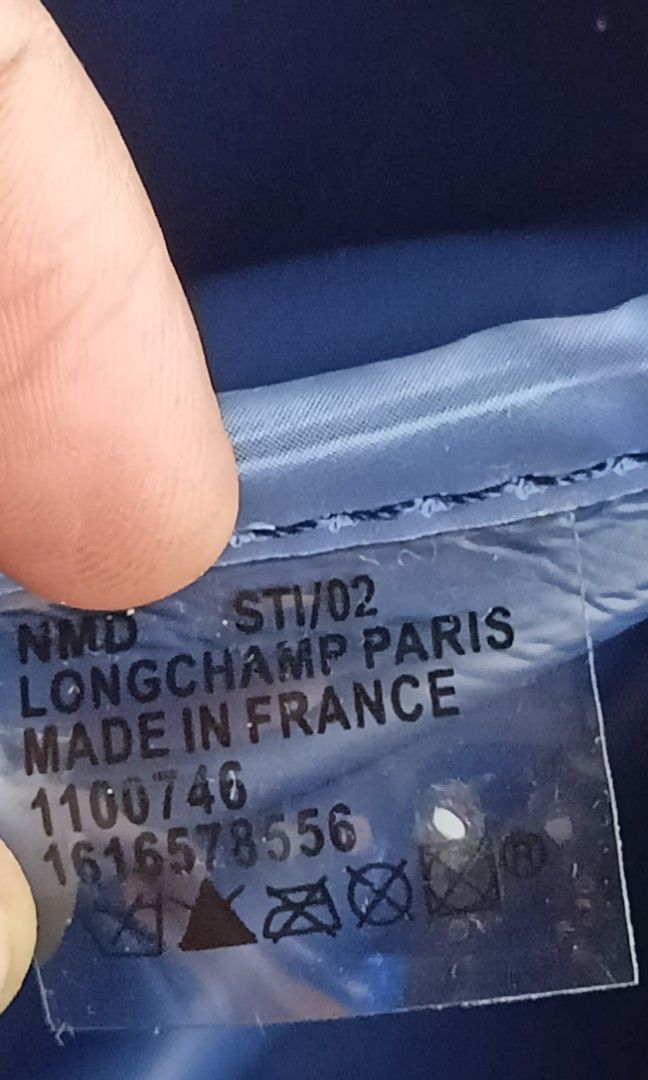 NMD STI/02
LONGCHAMP PARIS
MADE IN FRANCE
1100746
1616578556
®